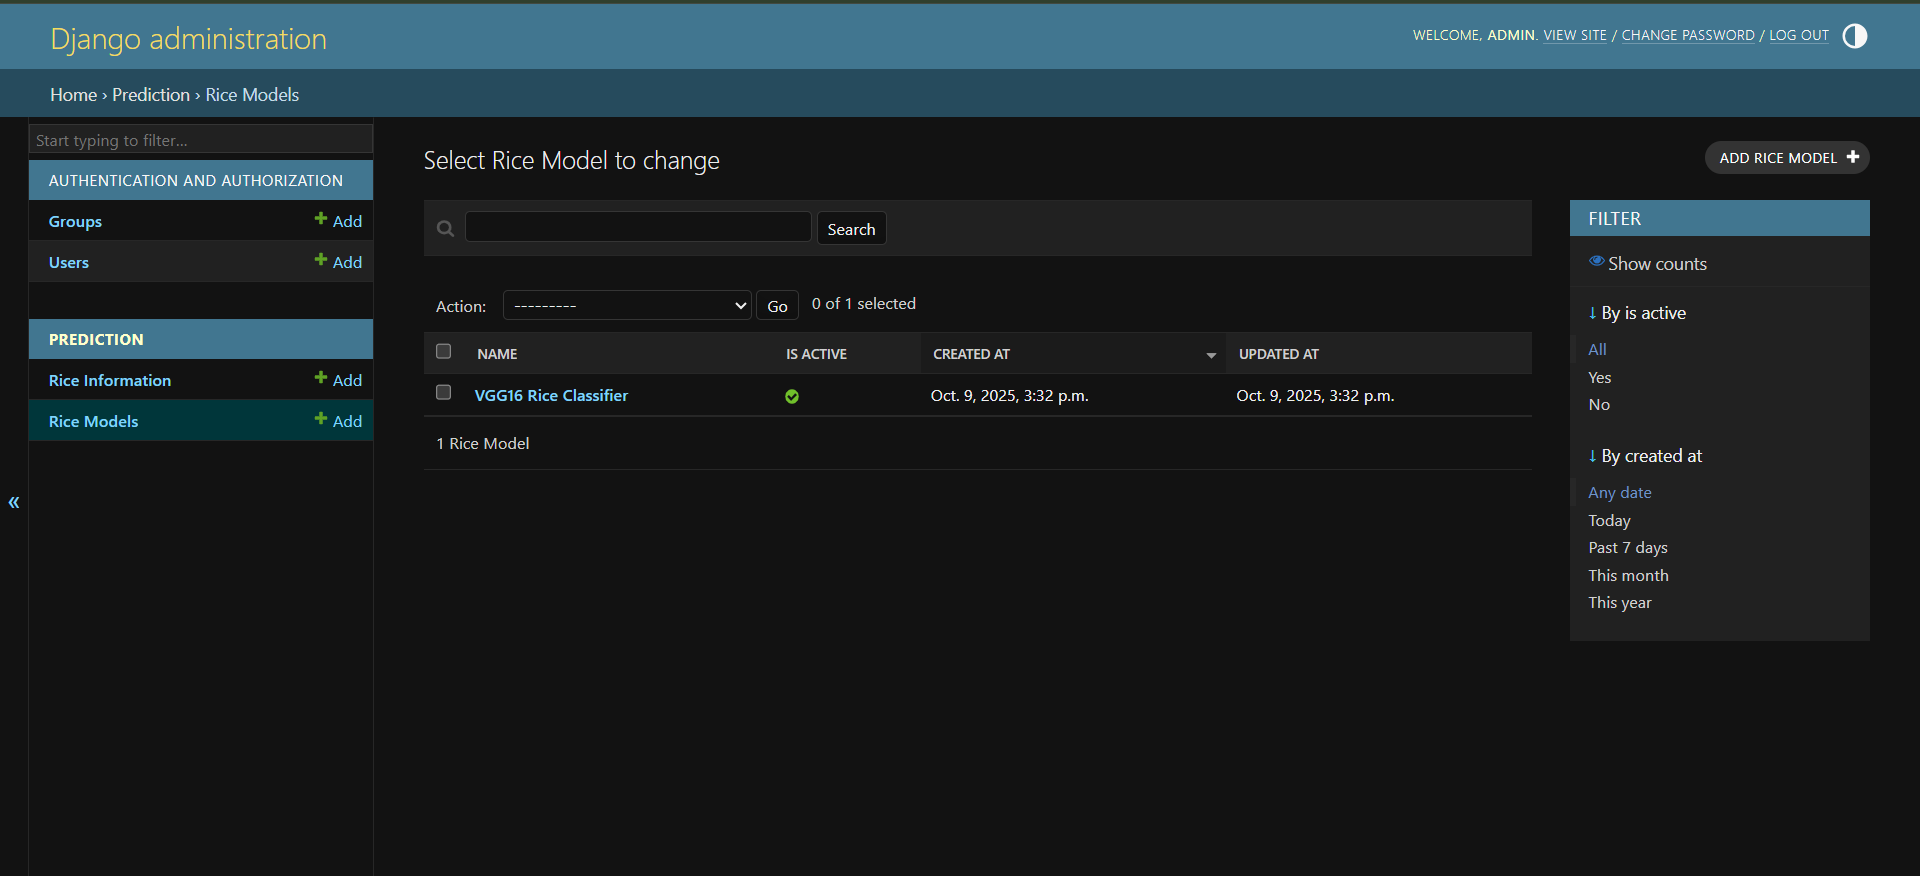 Django administration
WELCOME, ADMIN. VIEW SITE / CHANGE PASSWORD / LOG OUT
Home › Prediction › Rice Models
Start typing to filter...
AUTHENTICATION AND AUTHORIZATION
Groups Add
Users Add
PREDICTION
Rice Information Add
Rice Models Add
«
Select Rice Model to change
ADD RICE MODEL
Search
Action: --------- Go 0 of 1 selected
NAME IS ACTIVE CREATED AT UPDATED AT
VGG16 Rice Classifier Oct. 9, 2025, 3:32 p.m. Oct. 9, 2025, 3:32 p.m.
1 Rice Model
FILTER
Show counts
↓ By is active
All
Yes
No
↓ By created at
Any date
Today
Past 7 days
This month
This year